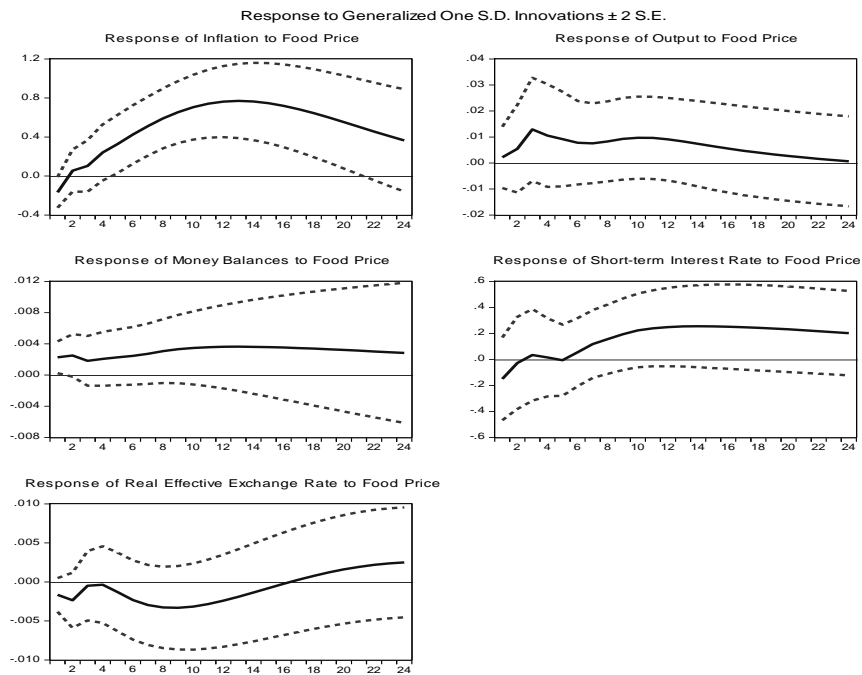 Response to Generalized One S.D. Innovations ± 2 S.E.
Response of Inflation to Food Price
1.2
0.8
0.4
0.0
-0.4
2 4 6 8 10 12 14 16 18 20 22 24
Response of Output to Food Price
.04
.03
.02
.01
.00
-.01
-.02
2 4 6 8 10 12 14 16 18 20 22 24
Response of Money Balances to Food Price
.012
.008
.004
.000
-.004
-.008
2 4 6 8 10 12 14 16 18 20 22 24
Response of Short-term Interest Rate to Food Price
.6
.4
.2
.0
-.2
-.4
-.6
2 4 6 8 10 12 14 16 18 20 22 24
Response of Real Effective Exchange Rate to Food Price
.010
.005
.000
-.005
-.010
2 4 6 8 10 12 14 16 18 20 22 24